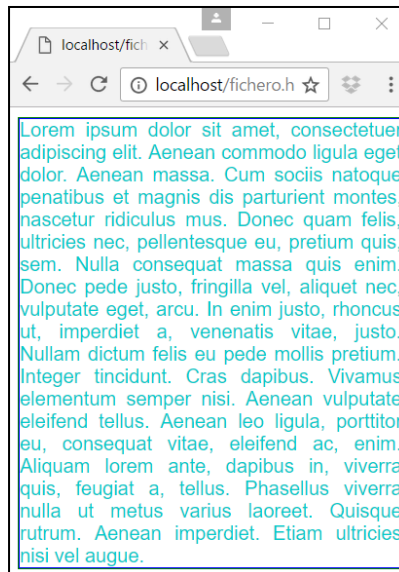 localhost/fich
localhost/fichero.h
Lorem ipsum dolor sit amet, consectetuer
adipiscing elit. Aenean commodo ligula eget
dolor. Aenean massa. Cum sociis natoque
penatibus et magnis dis parturient montes,
nascetur ridiculus mus. Donec quam felis,
ultricies nec, pellentesque eu, pretium quis,
sem. Nulla consequat massa quis enim.
Donec pede justo, fringilla vel, aliquet nec,
vulputate eget, arcu. In enim justo, rhoncus
ut, imperdiet a, venenatis vitae, justo.
Nullam dictum felis eu pede mollis pretium.
Integer tincidunt. Cras dapibus. Vivamus
elementum semper nisi. Aenean vulputate
eleifend tellus. Aenean leo ligula, porttitor
eu, consequat vitae, eleifend ac, enim.
Aliquam lorem ante, dapibus in, viverra
quis, feugiat a, tellus. Phasellus viverra
nulla ut metus varius laoreet. Quisque
rutrum. Aenean imperdiet. Etiam ultricies
nisi vel augue.